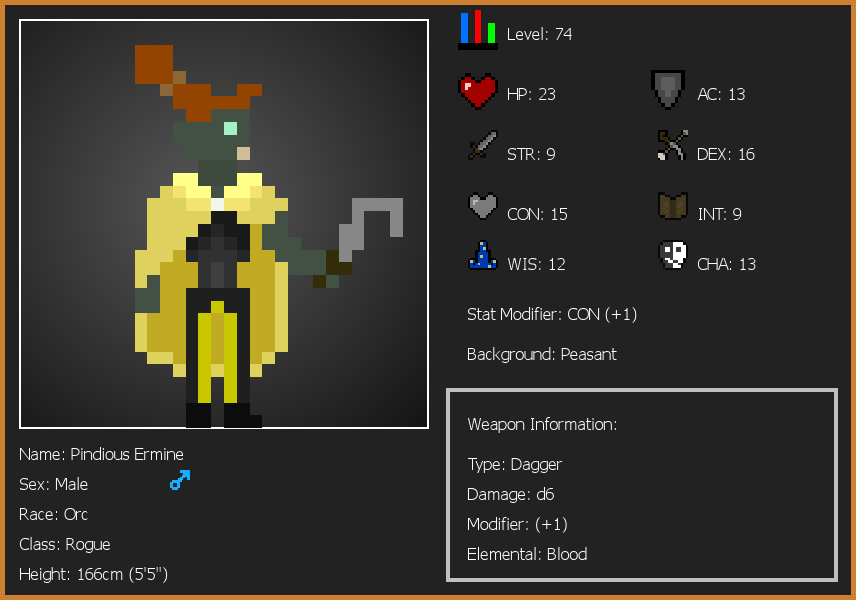 Level: 74
HP: 23
AC: 13
STR: 9
DEX: 16
CON: 15
INT: 9
WIS: 12
CHA: 13
Stat Modifier: CON (+1)
Background: Peasant
Weapon Information:
Type: Dagger
Damage: d6
Modifier: (+1)
Elemental: Blood
Name: Pindious Ermine
Sex: Male
Race: Orc
Class: Rogue
Height: 166cm (5'5")